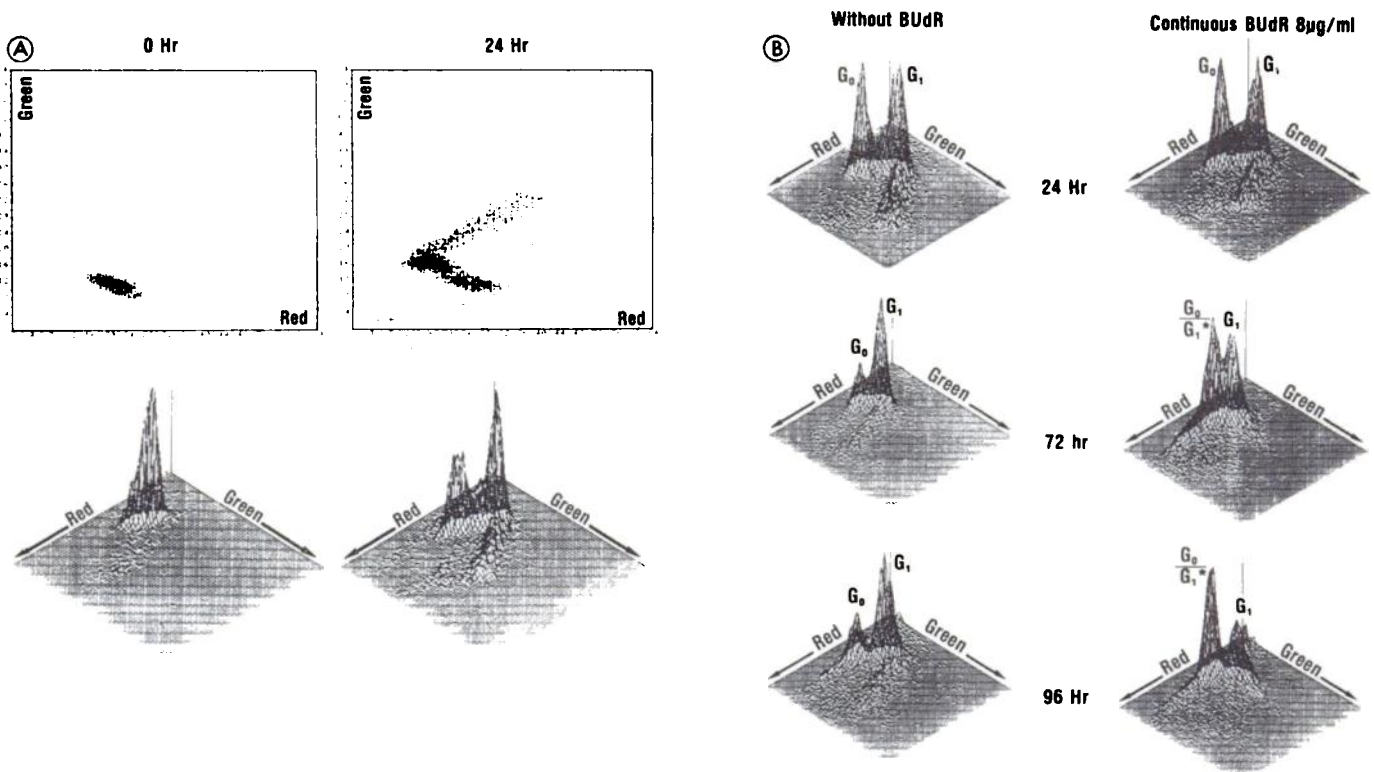 A
0 Hr
24 Hr
Green
Red
Green
Red
Red
Green
Red
Green
B
Without BUdR
Continuous BUdR 8µg/ml
G₀
G₁
Red
Green
24 Hr
G₀
G₁
Red
Green
G₀
G₁
Red
Green
72 hr
G₀
G₁*
G₁
Red
Green
G₀
G₁
Red
Green
96 Hr
G₀
G₁*
G₁
Red
Green